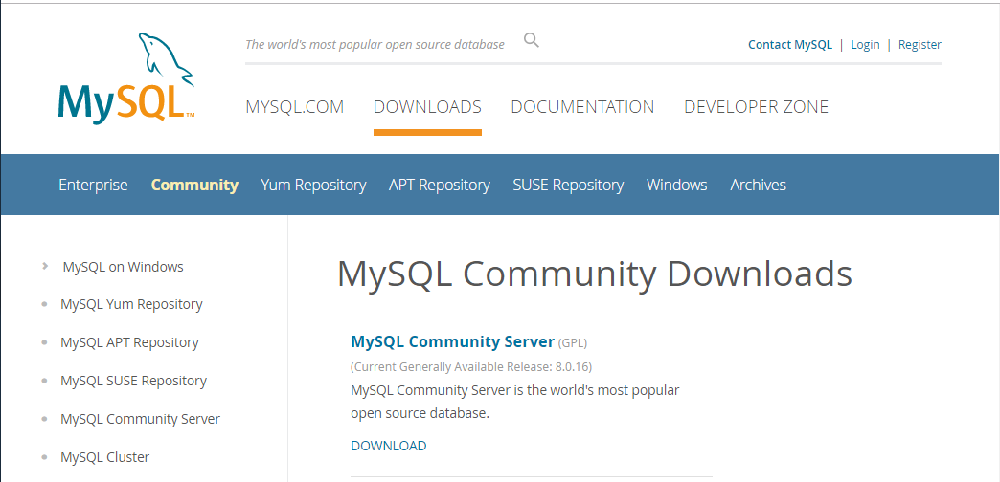 The world's most popular open source database
Contact MySQL | Login | Register
MySQL™
MYSQL.COM DOWNLOADS DOCUMENTATION DEVELOPER ZONE
Enterprise Community Yum Repository APT Repository SUSE Repository Windows Archives
MySQL on Windows
MySQL Yum Repository
MySQL APT Repository
MySQL SUSE Repository
MySQL Community Server
MySQL Cluster
MySQL Community Downloads
MySQL Community Server (GPL)
(Current Generally Available Release: 8.0.16)
MySQL Community Server is the world's most popular
open source database.
DOWNLOAD